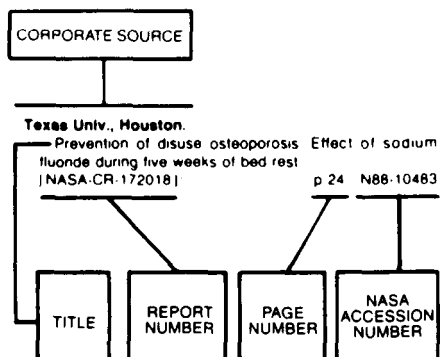 CORPORATE SOURCE
Texas Univ., Houston.
Prevention of disuse osteoporosis Effect of sodium
fluonde during five weeks of bed rest
[NASA-CR-172018] p 24 N88-10483
TITLE
REPORT NUMBER
PAGE NUMBER
NASA ACCESSION NUMBER